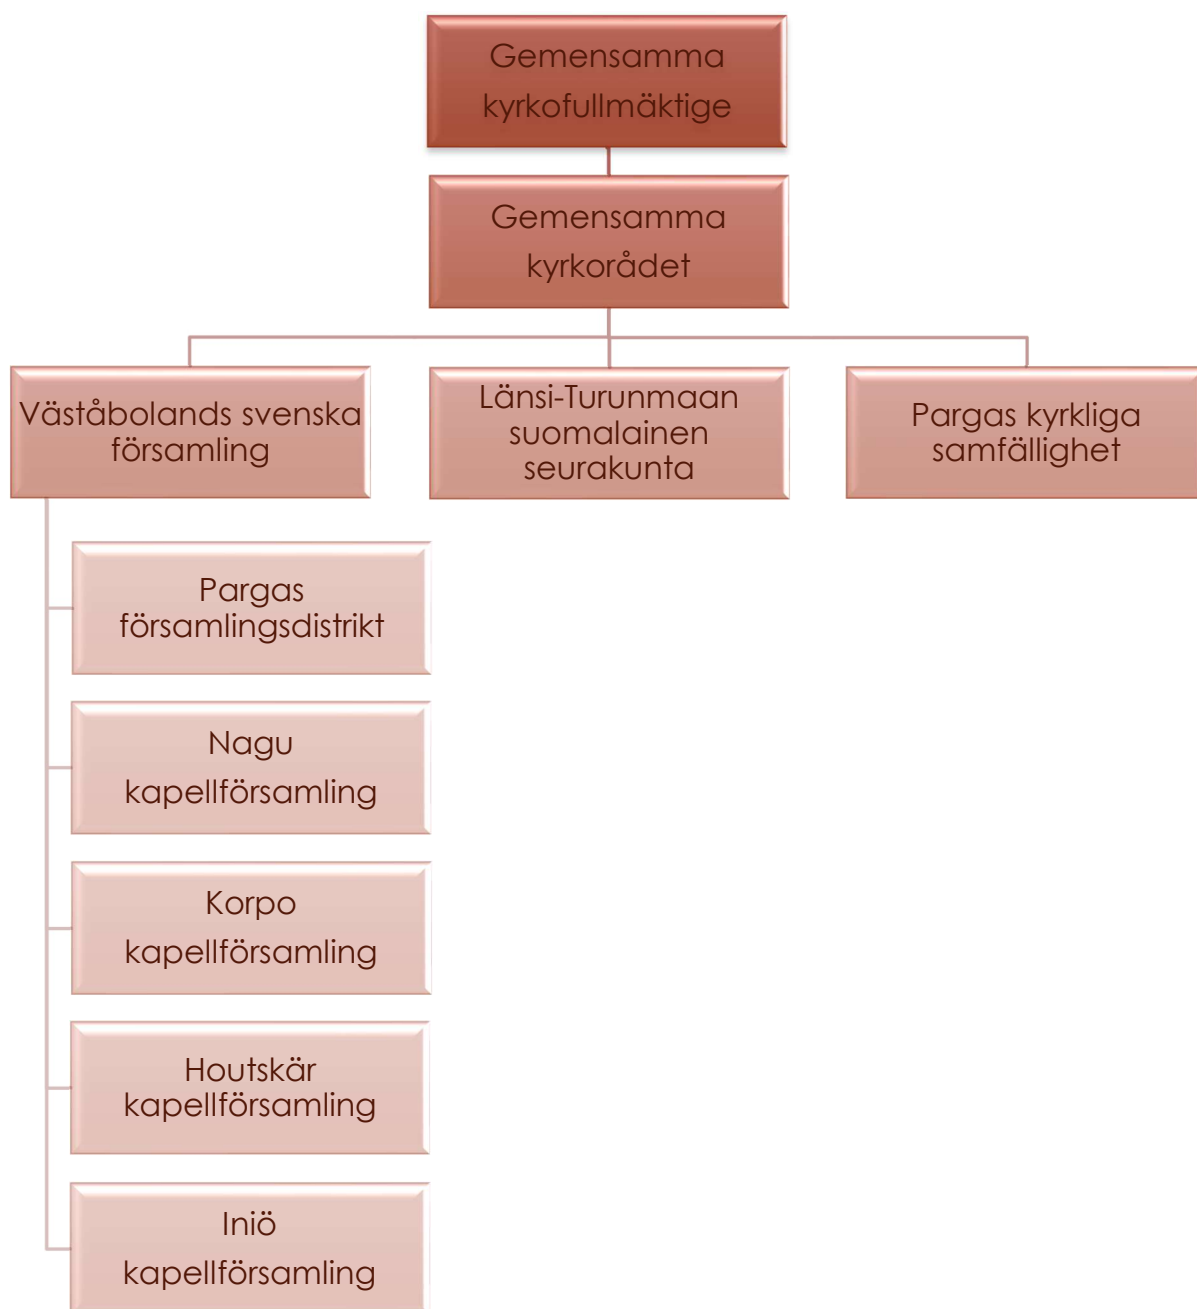 Gemensamma
kyrkofullmäktige
Gemensamma
kyrkorådet
Väståbolands svenska
församling
Länsi-Turunmaan
suomalainen
seurakunta
Pargas kyrkliga
samfällighet
Pargas
församlingsdistrikt
Nagu
kapellförsamling
Korpo
kapellförsamling
Houtskär
kapellförsamling
Iniö
kapellförsamling